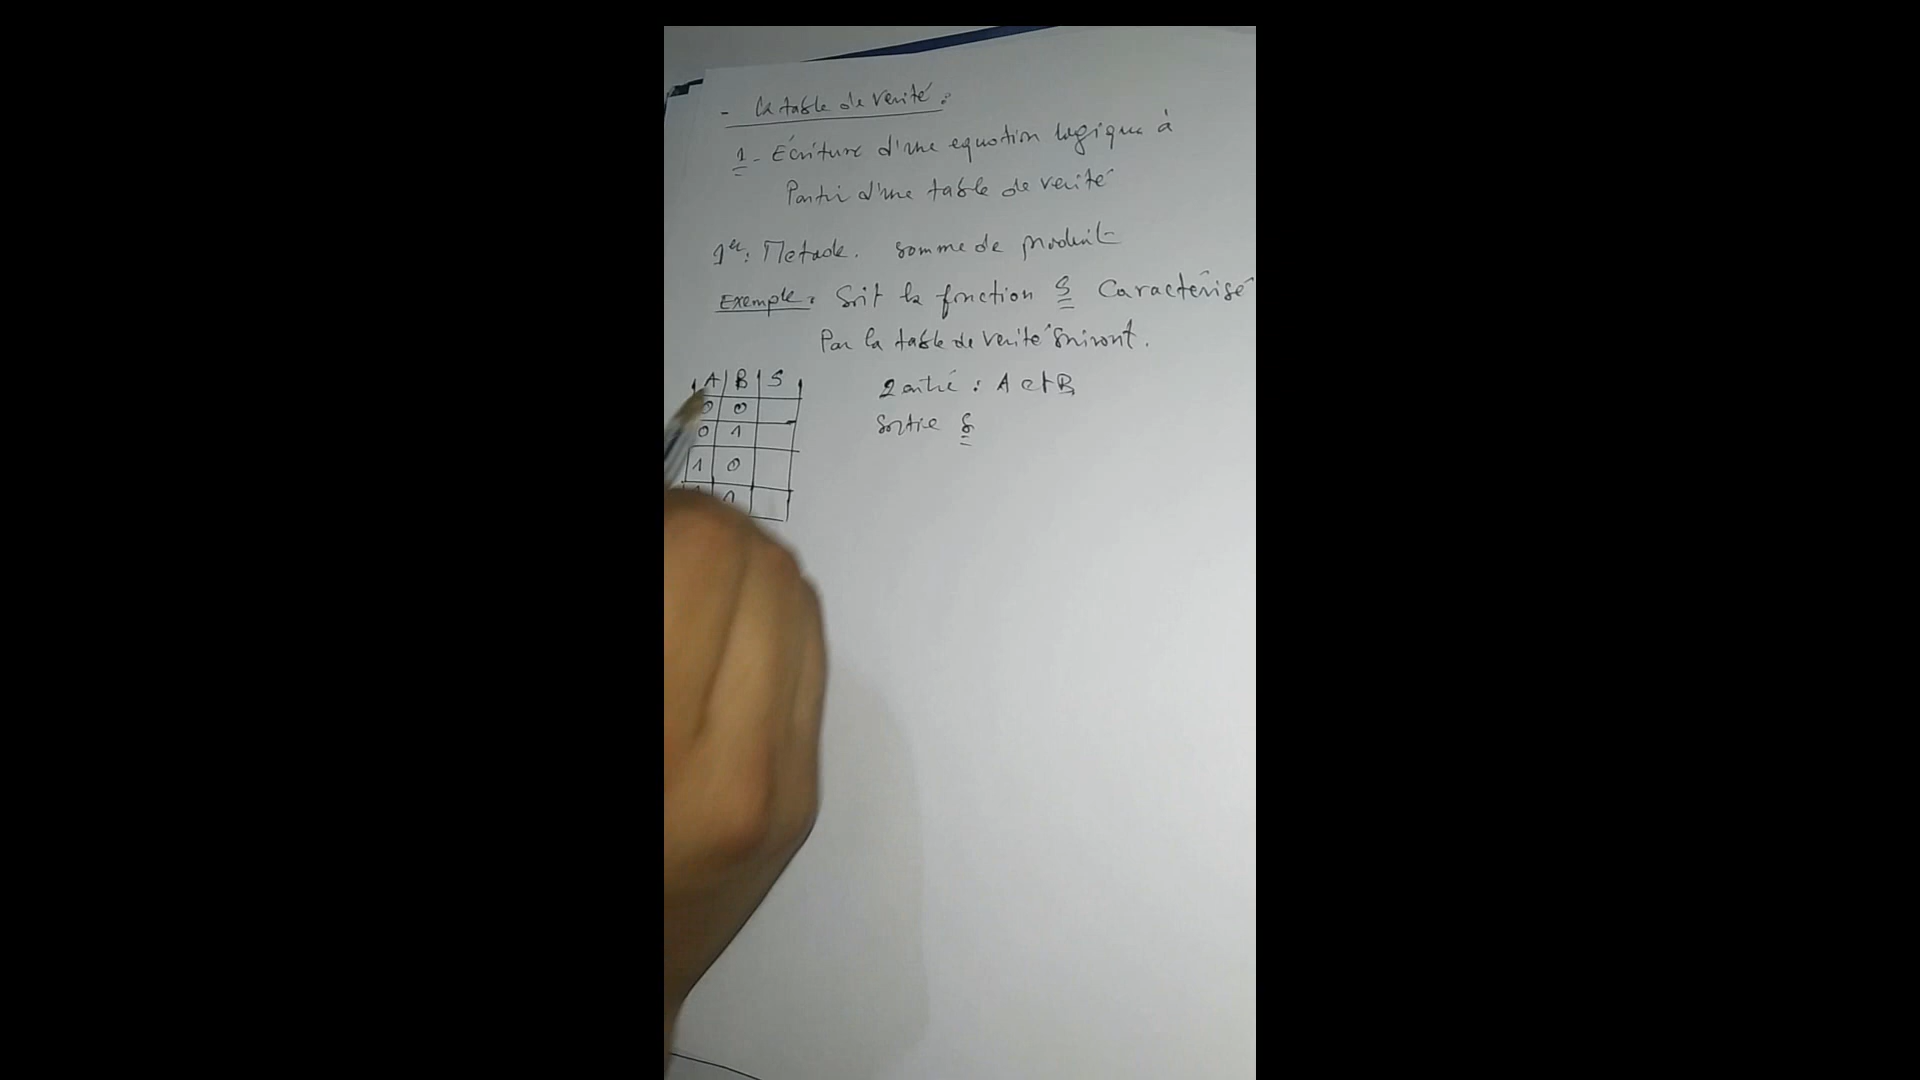 - la table de verité :
1 - Écriture d'une equation logique à
Partir d'une table de verité
1er : Metode . somme de produit
Exemple : Soit la fonction S Caracterisé
Par la table de verité suivant .
A B S
0 0
0 1
1 0
1
2 entré : A et B
Sortie S